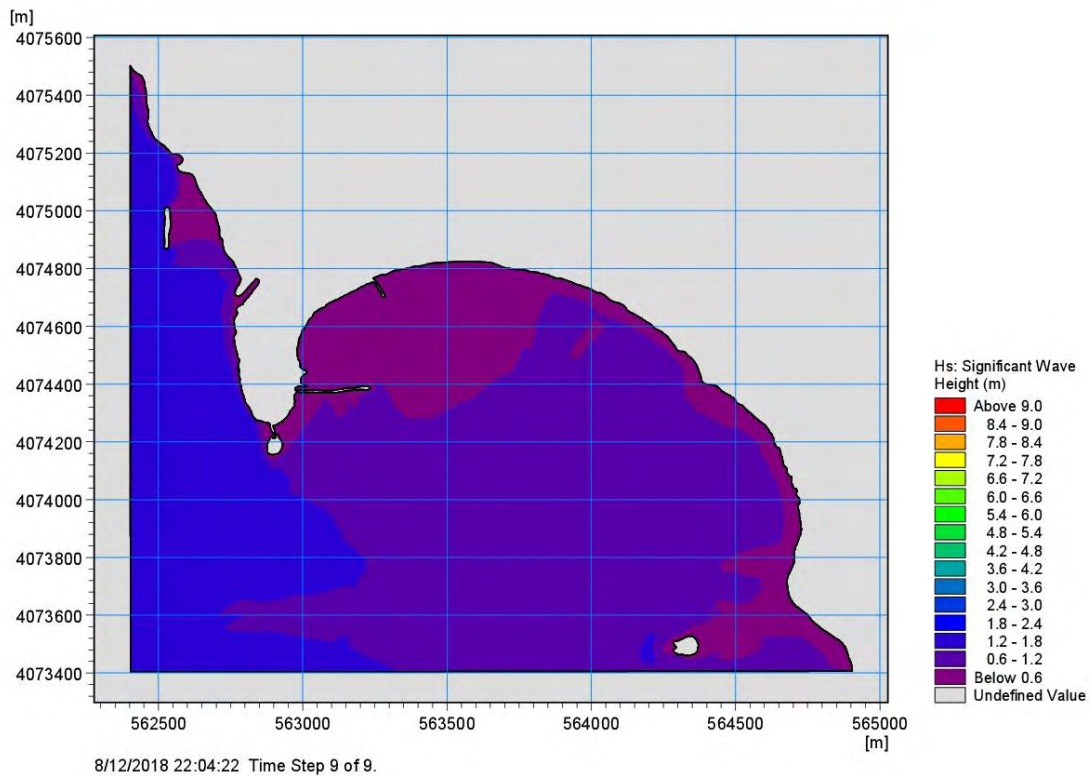 [m]
4075600
4075400
4075200
4075000
4074800
4074600
4074400
4074200
4074000
4073800
4073600
4073400
562500 563000 563500 564000 564500 565000
[m]
Hs: Significant Wave
Height (m)
Above 9.0
8.4 - 9.0
7.8 - 8.4
7.2 - 7.8
6.6 - 7.2
6.0 - 6.6
5.4 - 6.0
4.8 - 5.4
4.2 - 4.8
3.6 - 4.2
3.0 - 3.6
2.4 - 3.0
1.8 - 2.4
1.2 - 1.8
0.6 - 1.2
Below 0.6
Undefined Value
8/12/2018 22:04:22 Time Step 9 of 9.